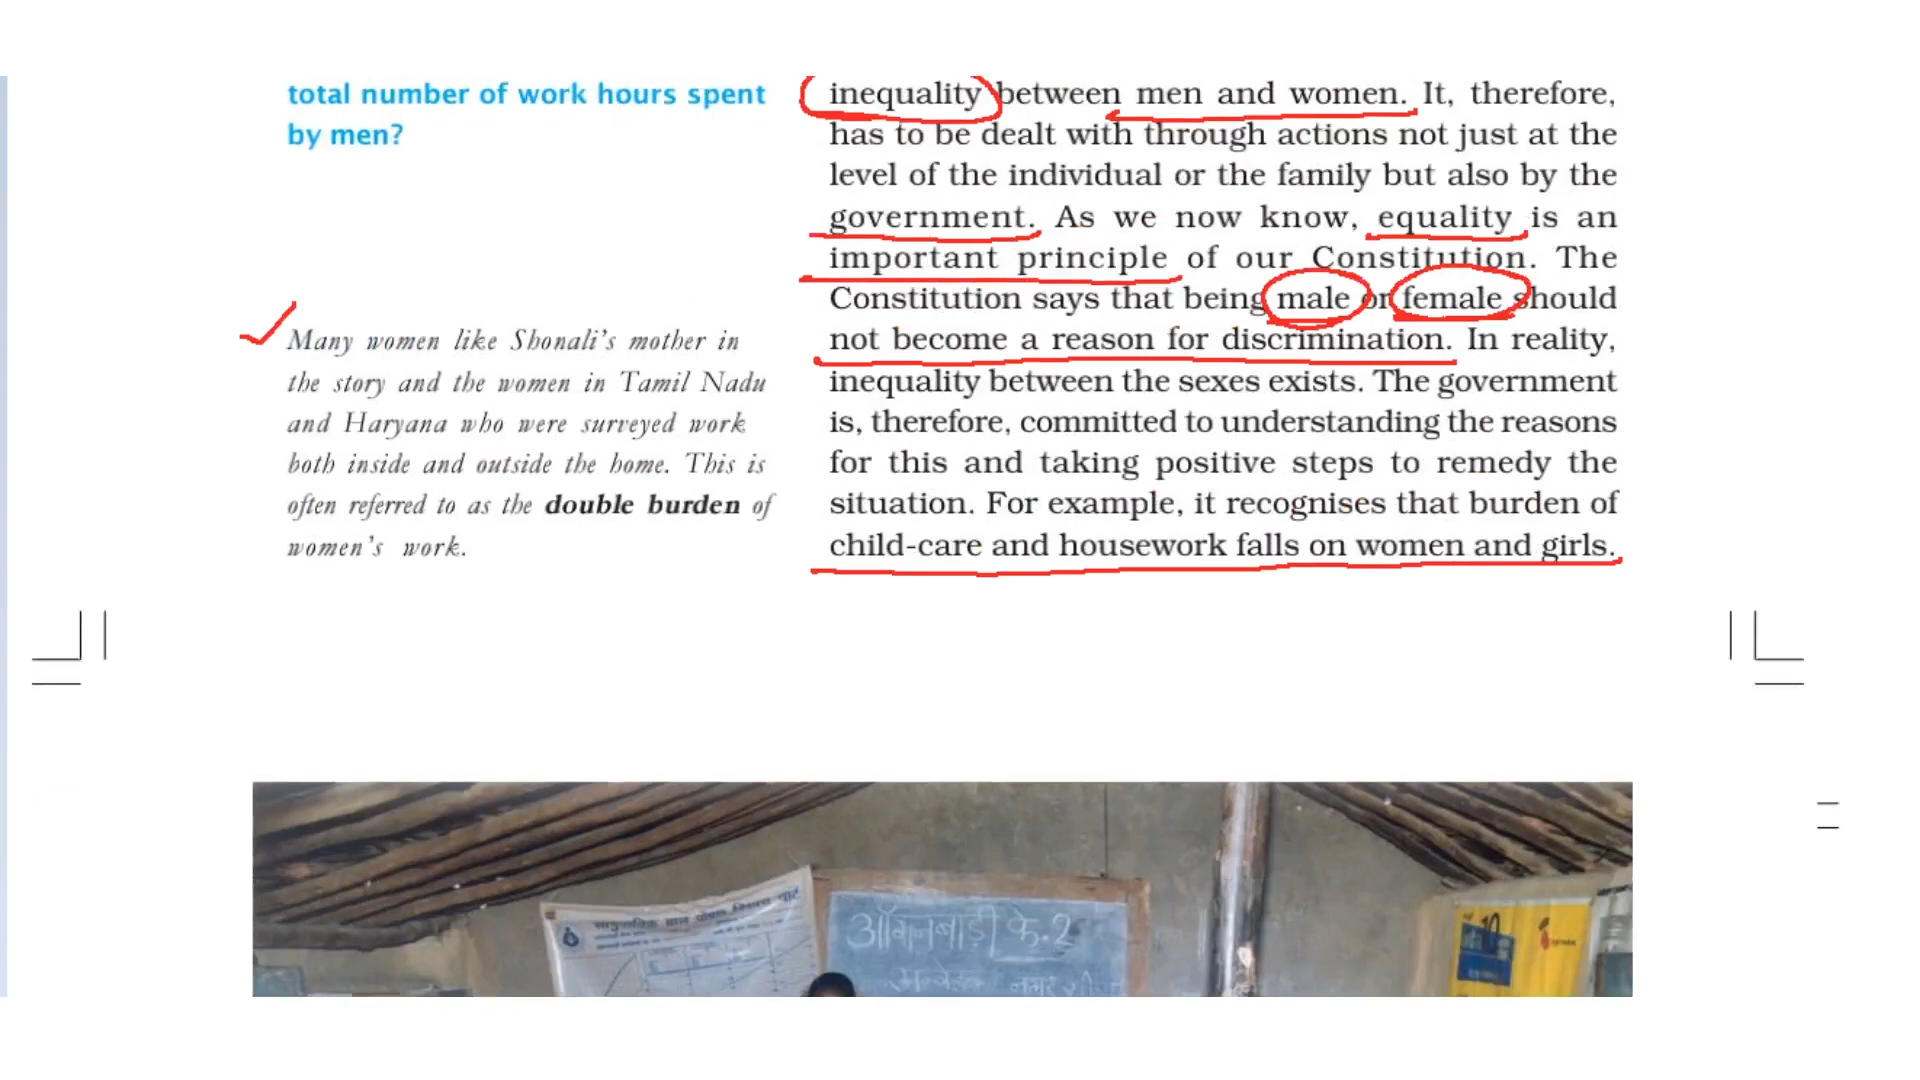 total number of work hours spent
by men?
Many women like Shonali’s mother in
the story and the women in Tamil Nadu
and Haryana who were surveyed work
both inside and outside the home. This is
often referred to as the double burden of
women’s work.
inequality between men and women. It, therefore,
has to be dealt with through actions not just at the
level of the individual or the family but also by the
government. As we now know, equality is an
important principle of our Constitution. The
Constitution says that being male or female should
not become a reason for discrimination. In reality,
inequality between the sexes exists. The government
is, therefore, committed to understanding the reasons
for this and taking positive steps to remedy the
situation. For example, it recognises that burden of
child-care and housework falls on women and girls.
आँगनबाड़ी के.2
10